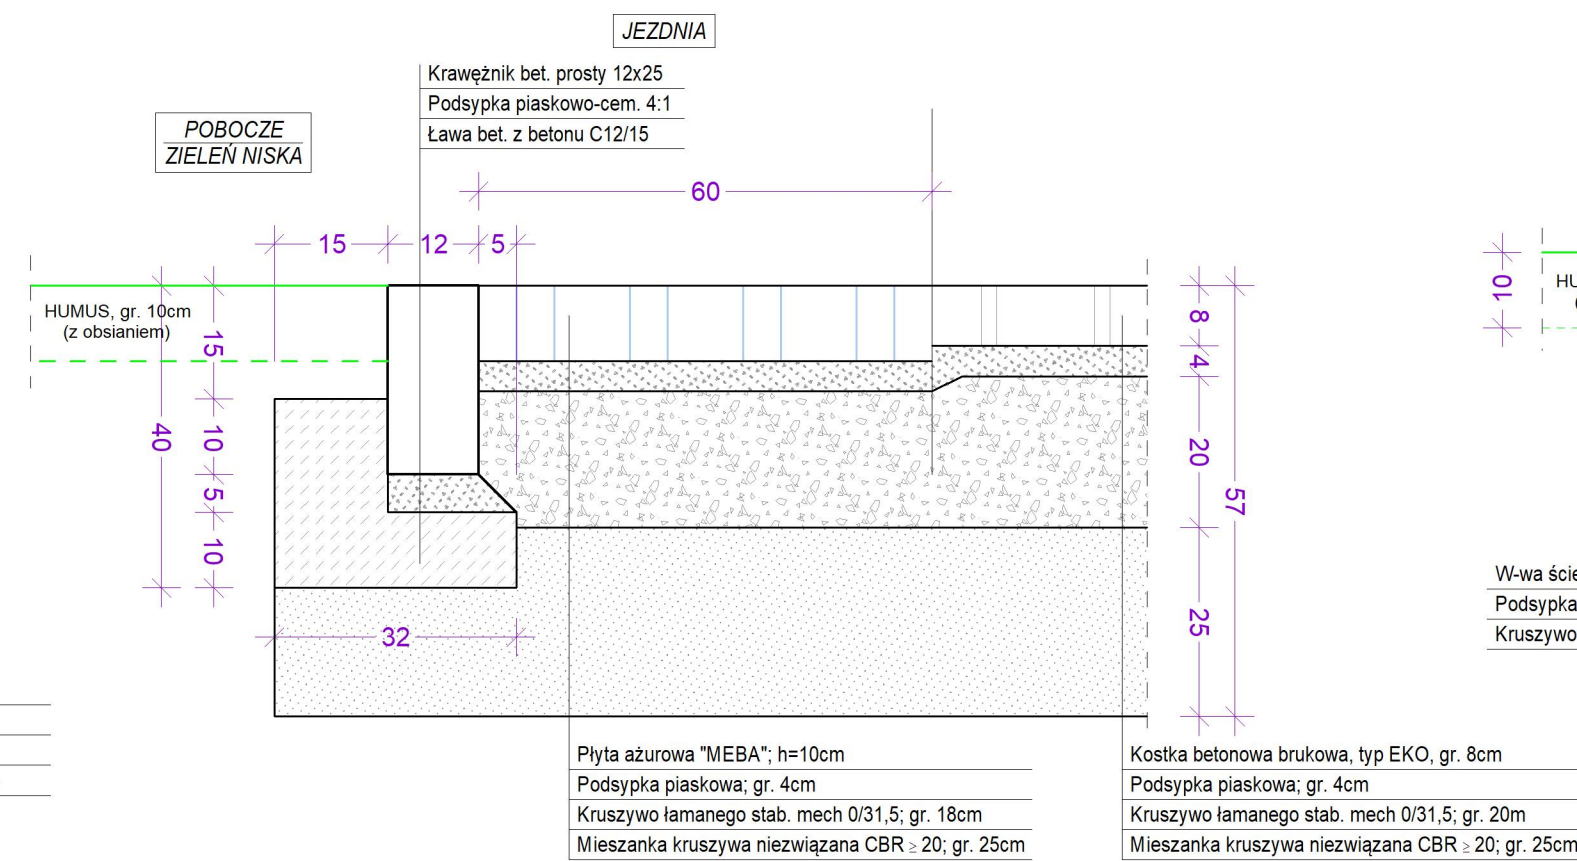 JEZDNIA
Krawężnik bet. prosty 12x25
Podsypka piaskowo-cem. 4:1
Ława bet. z betonu C12/15
POBOCZE
ZIELEŃ NISKA
60
15
12
5
HUMUS, gr. 10cm
(z obsianiem)
40
15
10
5
10
32
8
4
20
25
57
10
HU
W-wa
Podsypka
Kruszywo
Płyta ażurowa "MEBA"; h=10cm
Podsypka piaskowa; gr. 4cm
Kruszywo łamanego stab. mech 0/31,5; gr. 18cm
Mieszanka kruszywa niezwiązana CBR ≥ 20; gr. 25cm
Kostka betonowa brukowa, typ EKO, gr. 8cm
Podsypka piaskowa; gr. 4cm
Kruszywo łamanego stab. mech 0/31,5; gr. 20m
Mieszanka kruszywa niezwiązana CBR ≥ 20; gr. 25cm